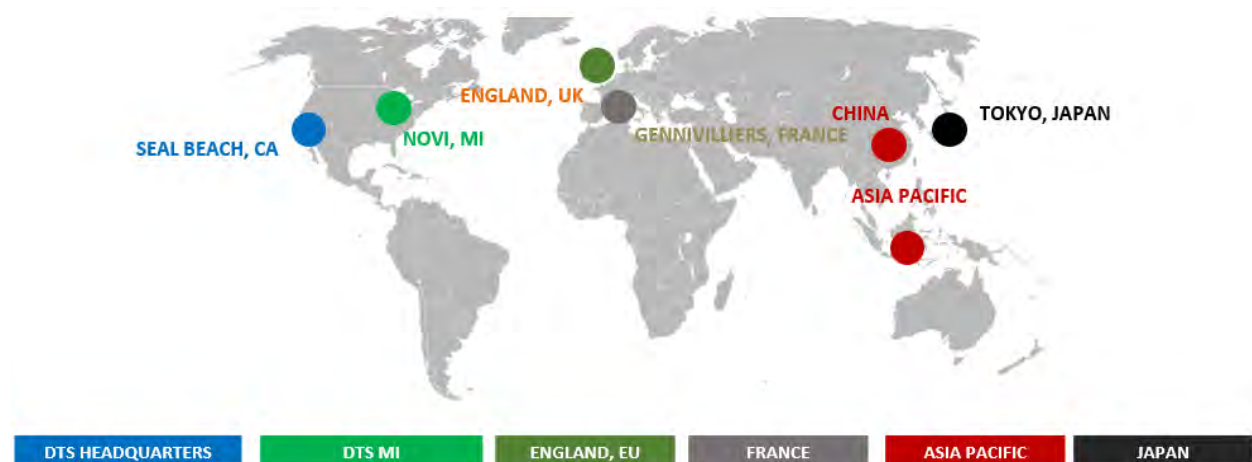 ENGLAND, UK
CHINA
TOKYO, JAPAN
SEAL BEACH, CA
NOVI, MI
GENNIVILLIERS, FRANCE
ASIA PACIFIC
DTS HEADQUARTERS
DTS MI
ENGLAND, EU
FRANCE
ASIA PACIFIC
JAPAN